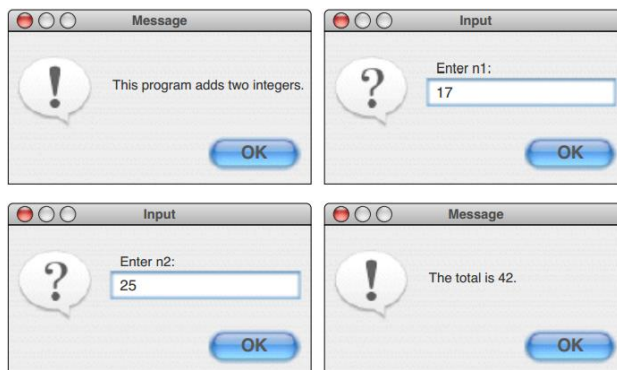 Message
This program adds two integers.
OK
Input
Enter n1:
17
OK
Input
Enter n2:
25
OK
Message
The total is 42.
OK